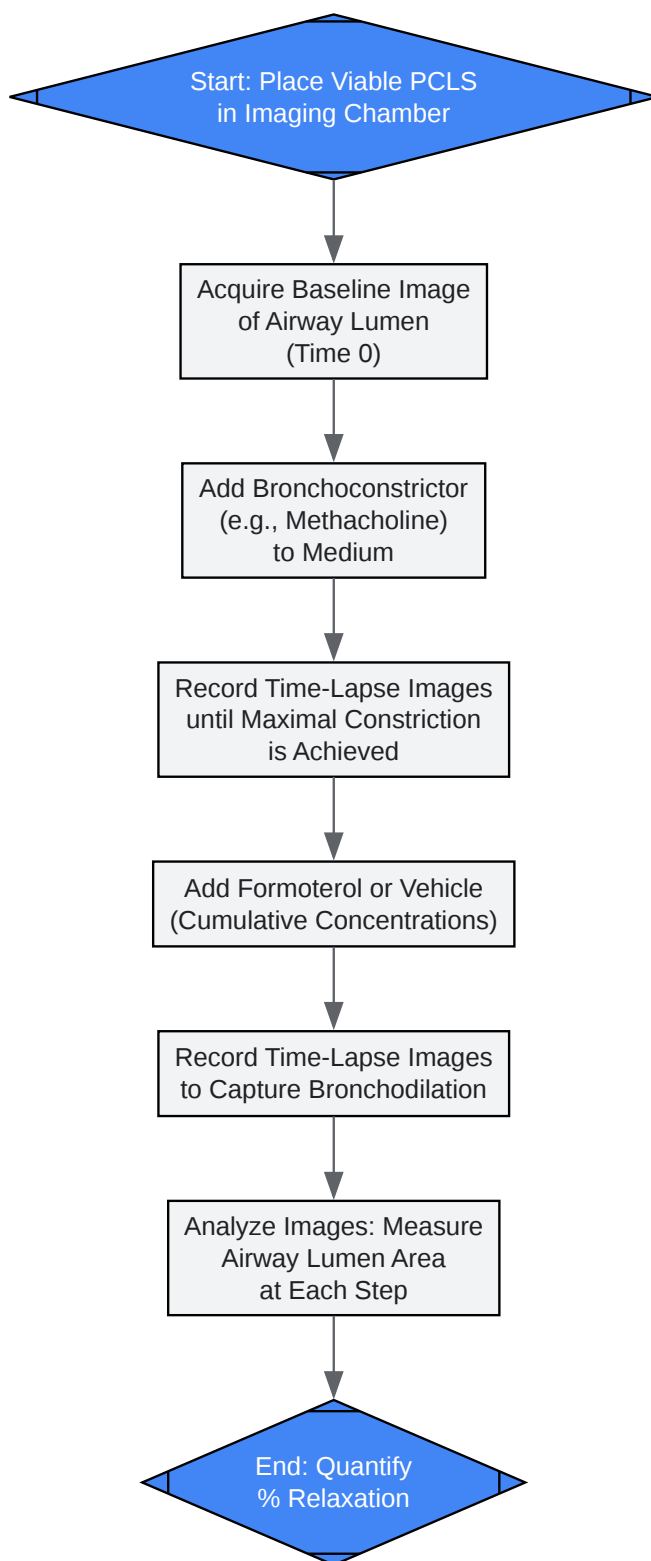 Start: Place Viable PCLS
in Imaging Chamber
Acquire Baseline Image
of Airway Lumen
(Time 0)
Add Bronchoconstrictor
(e.g., Methacholine)
to Medium
Record Time-Lapse Images
until Maximal Constriction
is Achieved
Add Formoterol or Vehicle
(Cumulative Concentrations)
Record Time-Lapse Images
to Capture Bronchodilation
Analyze Images: Measure
Airway Lumen Area
at Each Step
End: Quantify
% Relaxation